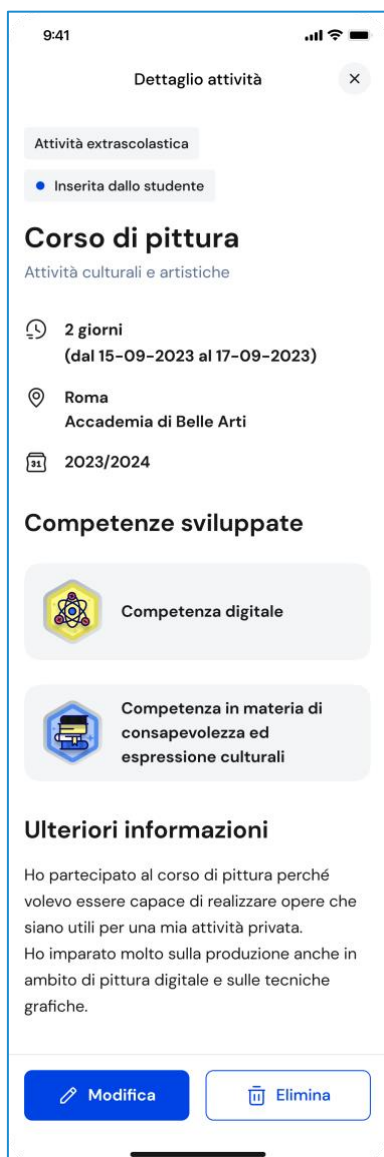 9:41
Dettaglio attività
Attività extrascolastica
Inserita dallo studente
Corso di pittura
Attività culturali e artistiche
2 giorni
(dal 15-09-2023 al 17-09-2023)
Roma
Accademia di Belle Arti
31
2023/2024
Competenze sviluppate
Competenza digitale
Competenza in materia di
consapevolezza ed
espressione culturali
Ulteriori informazioni
Ho partecipato al corso di pittura perché
volevo essere capace di realizzare opere che
siano utili per una mia attività privata.
Ho imparato molto sulla produzione anche in
ambito di pittura digitale e sulle tecniche
grafiche.
Modifica
Elimina